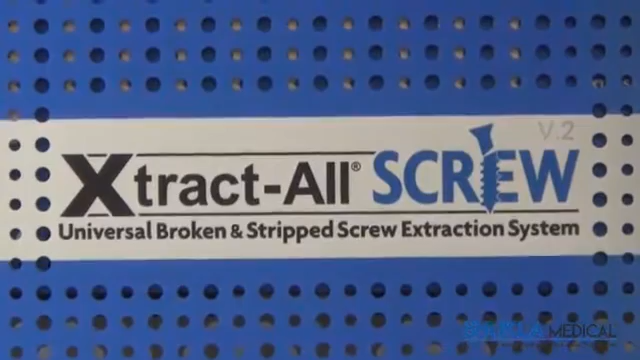 V.2
Xtract-All® SCREW
Universal Broken & Stripped Screw Extraction System
MEDICAL